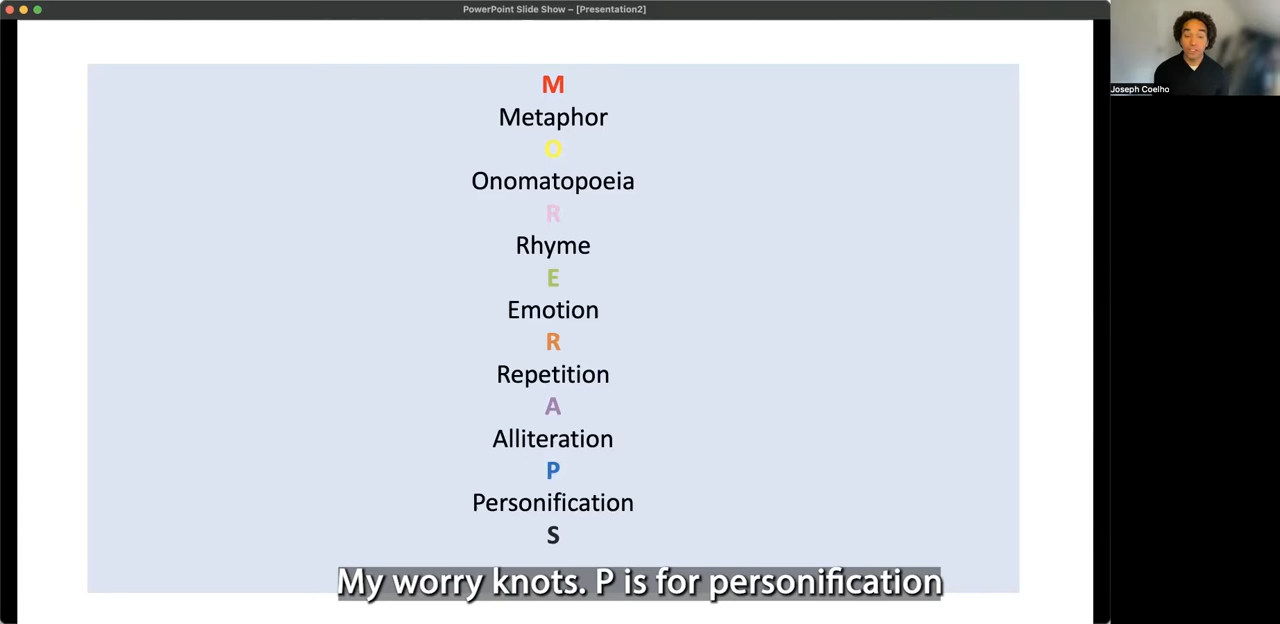 PowerPoint Slide Show – [Presentation2]
M
Metaphor
O
Onomatopoeia
R
Rhyme
E
Emotion
R
Repetition
A
Alliteration
P
Personification
S
My worry knots. P is for personification
Joseph Coelho